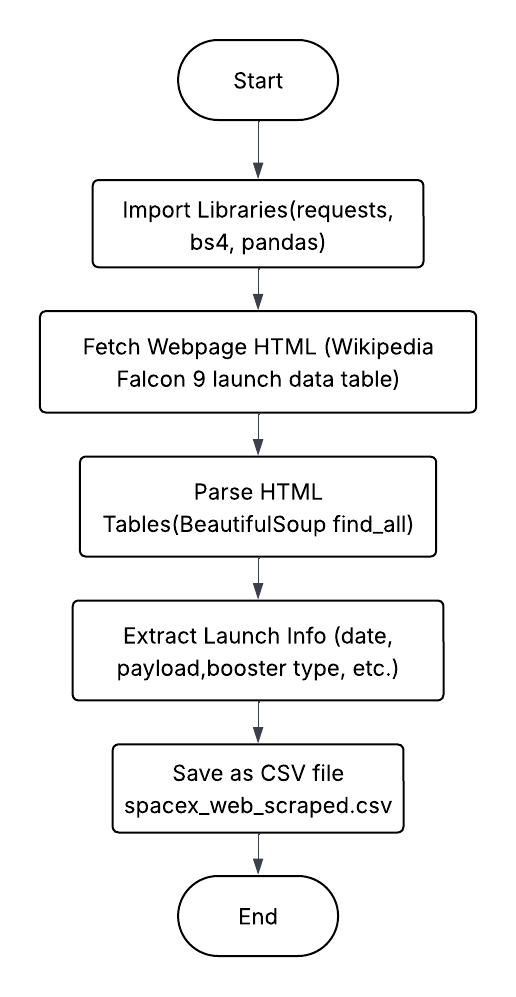 Start
Import Libraries(requests,
bs4, pandas)
Fetch Webpage HTML (Wikipedia
Falcon 9 launch data table)
Parse HTML
Tables(BeautifulSoup find_all)
Extract Launch Info (date,
payload,booster type, etc.)
Save as CSV file
spacex_web_scraped.csv
End